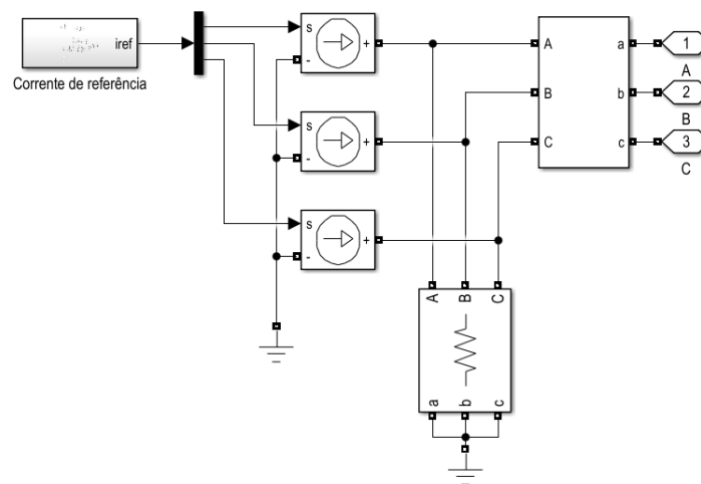 iref
Corrente de referência
s
+
-
s
+
-
s
+
-
A a
B b
C c
1
A
2
B
3
C
A B C
a b c